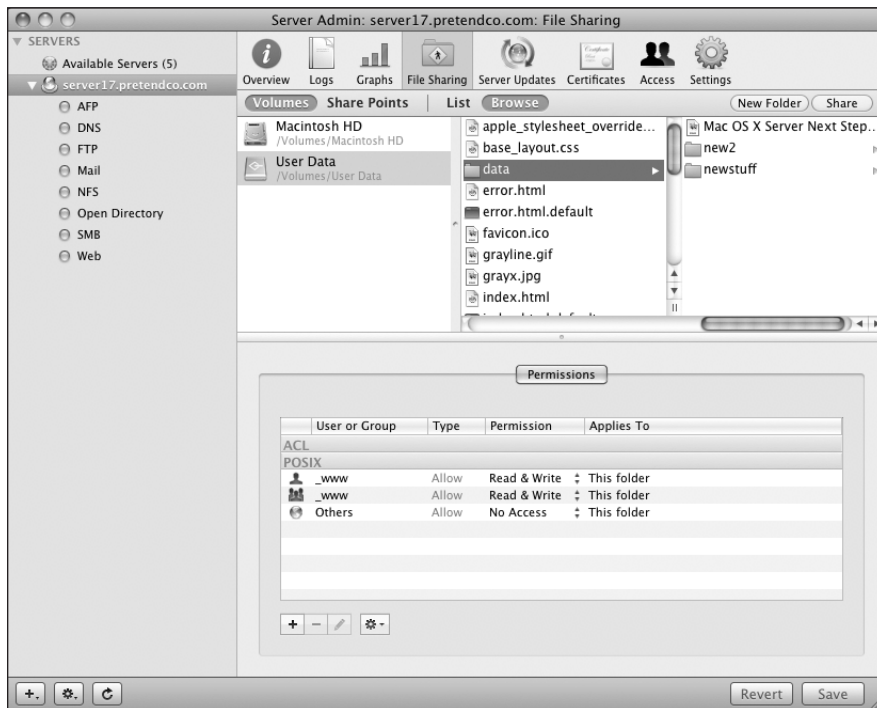 Server Admin: server17.pretendco.com: File Sharing
SERVERS
Available Servers (5)
server17.pretendco.com
AFP
DNS
FTP
Mail
NFS
Open Directory
SMB
Web
Overview Logs Graphs File Sharing Server Updates Certificates Access Settings
Volumes Share Points List Browse New Folder Share
Macintosh HD
/Volumes/Macintosh HD
User Data
/Volumes/User Data
apple_stylesheet_override...
base_layout.css
data
error.html
error.html.default
favicon.ico
grayline.gif
grayx.jpg
index.html
Mac OS X Server Next Step...
new2
newstuff
Permissions
User or Group Type Permission Applies To
ACL
POSIX
_www Allow Read & Write This folder
_www Allow Read & Write This folder
Others Allow No Access This folder
Revert Save